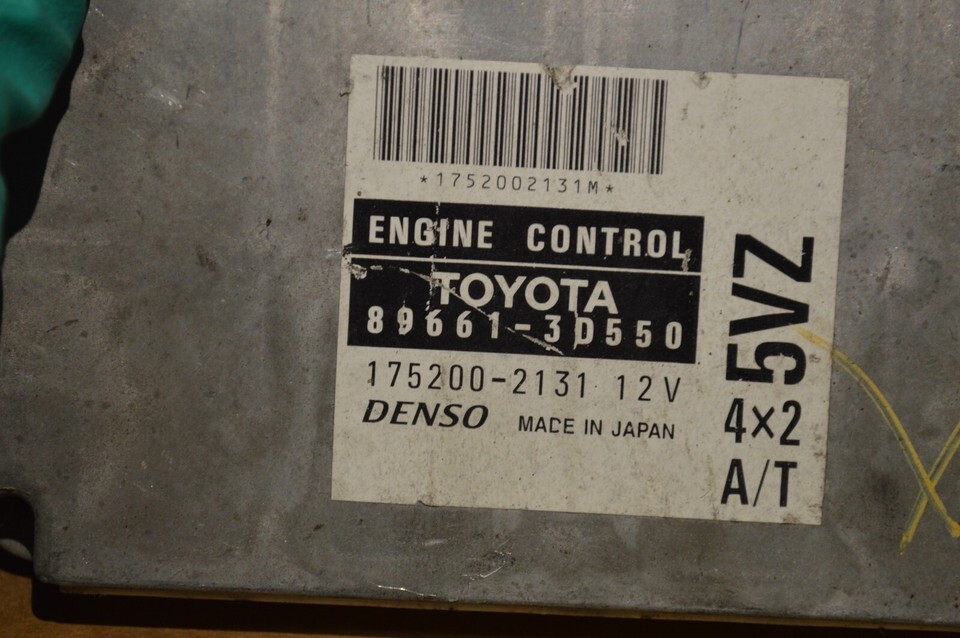 *1752002131M*
ENGINE CONTROL
TOYOTA
89661-3D550
175200-2131 12V
DENSO MADE IN JAPAN
5VZ
4×2
A/T